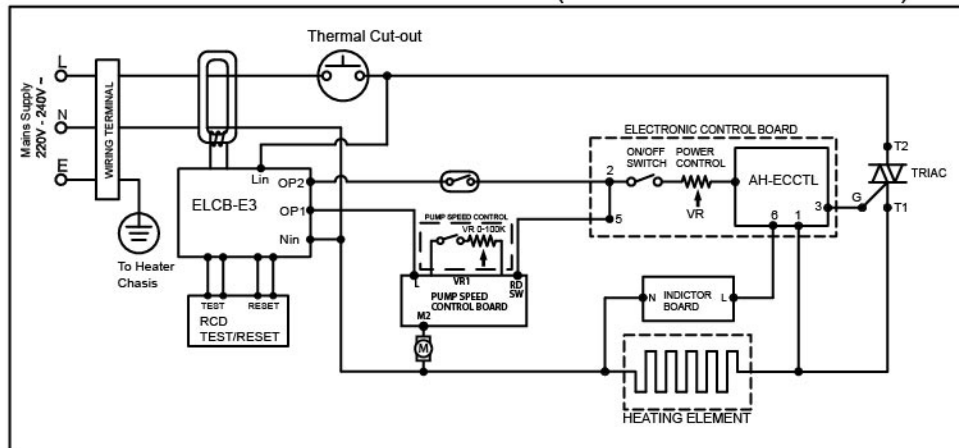 Thermal Cut-out
L
N
E
Mains Supply
220V - 240V ~
WIRING TERMINAL
To Heater
Chasis
Lin
OP2
ELCB-E3
OP1
Nin
TEST
RESET
RCD
TEST/RESET
PUMP SPEED CONTROL
VR 0-100K
L
VR1
RD
SW
PUMP SPEED
CONTROL BOARD
M2
M
ELECTRONIC CONTROL BOARD
2
ON/OFF
SWITCH
POWER
CONTROL
VR
5
AH-ECCTL
3
6
1
G
T2
TRIAC
T1
N
INDICTOR
BOARD
L
HEATING ELEMENT